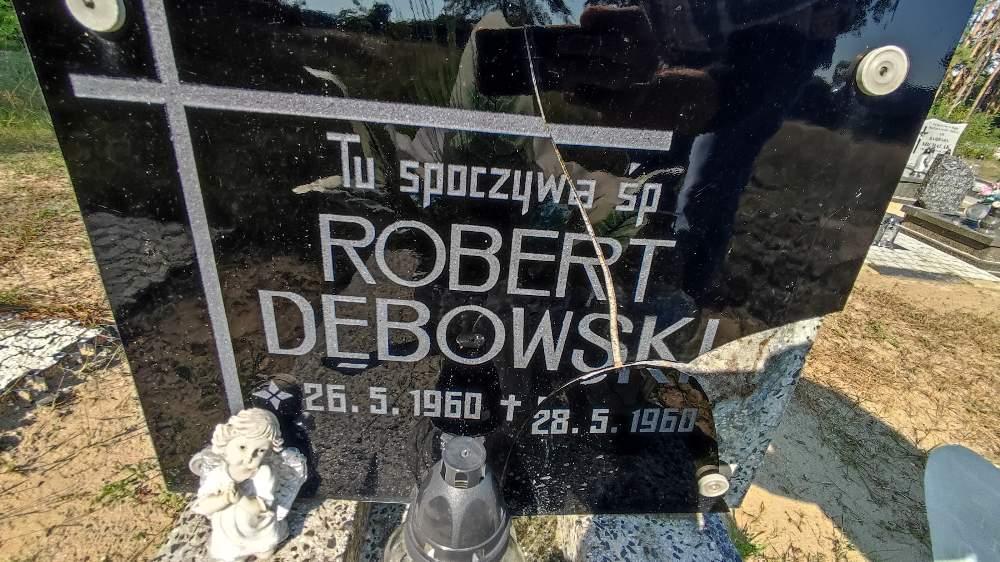 Tu spoczywa śp
ROBERT
DĘBOWSKI
26. 5. 1960 ✝ 28. 5. 1960